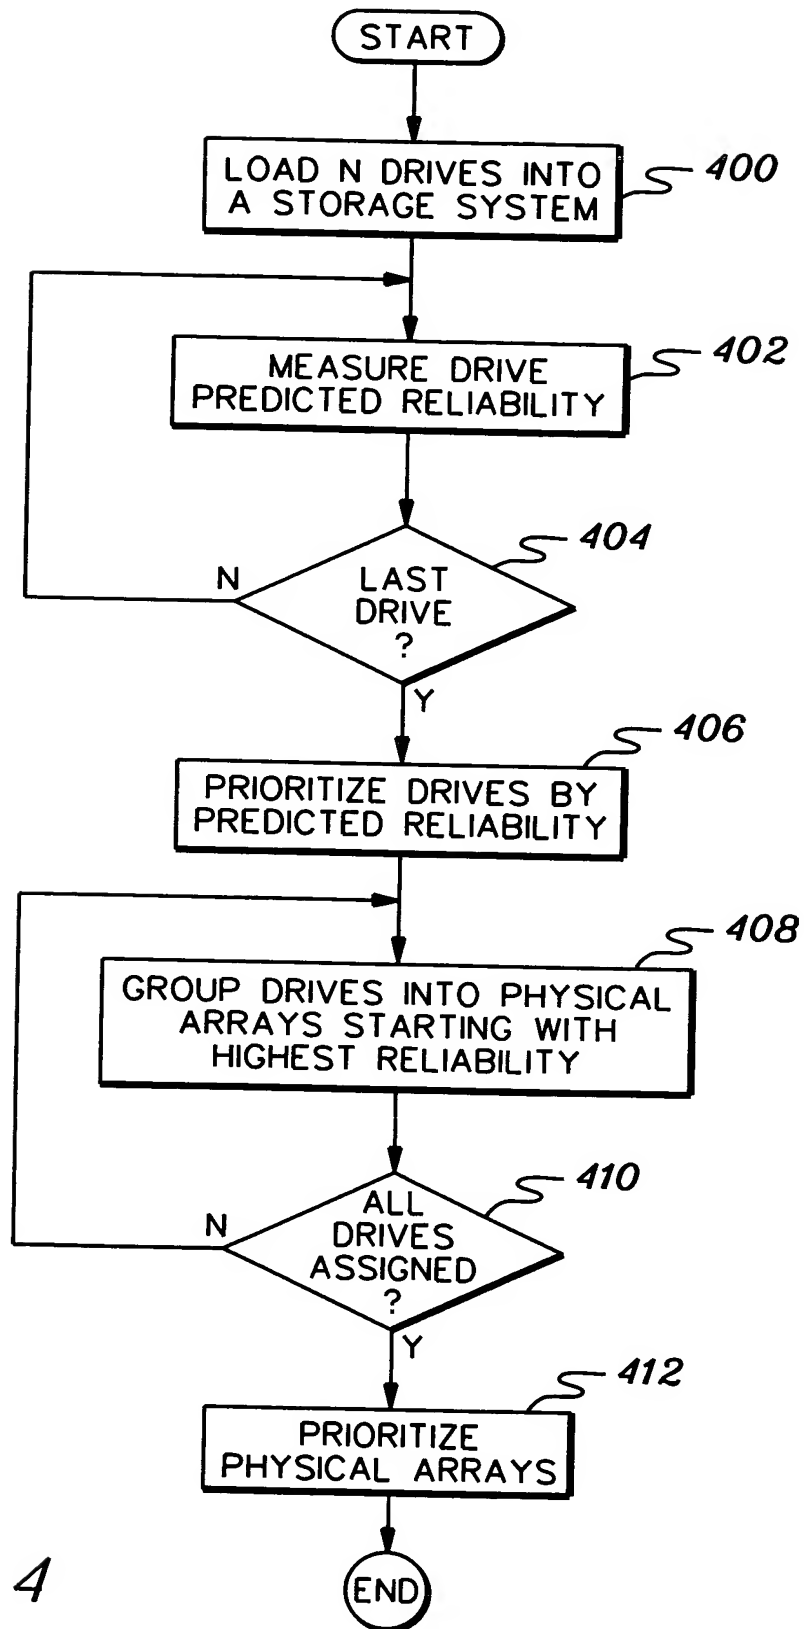 START
LOAD N DRIVES INTO
A STORAGE SYSTEM
400
MEASURE DRIVE
PREDICTED RELIABILITY
402
LAST
DRIVE
?
404
N
Y
PRIORITIZE DRIVES BY
PREDICTED RELIABILITY
406
GROUP DRIVES INTO PHYSICAL
ARRAYS STARTING WITH
HIGHEST RELIABILITY
408
ALL
DRIVES
ASSIGNED
?
410
N
Y
PRIORITIZE
PHYSICAL ARRAYS
412
END
4